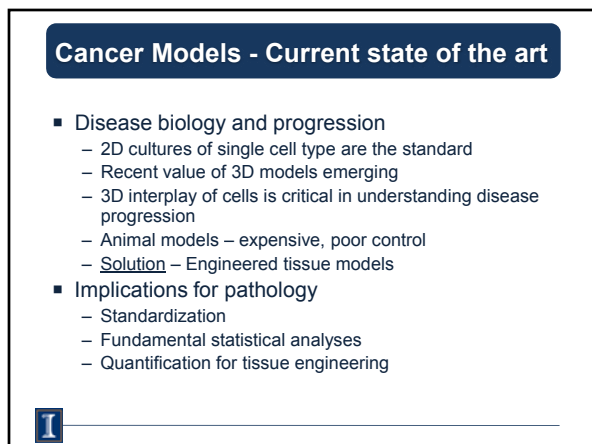 Cancer Models - Current state of the art
■ Disease biology and progression
– 2D cultures of single cell type are the standard
– Recent value of 3D models emerging
– 3D interplay of cells is critical in understanding disease
progression
– Animal models – expensive, poor control
– Solution – Engineered tissue models
■ Implications for pathology
– Standardization
– Fundamental statistical analyses
– Quantification for tissue engineering
I